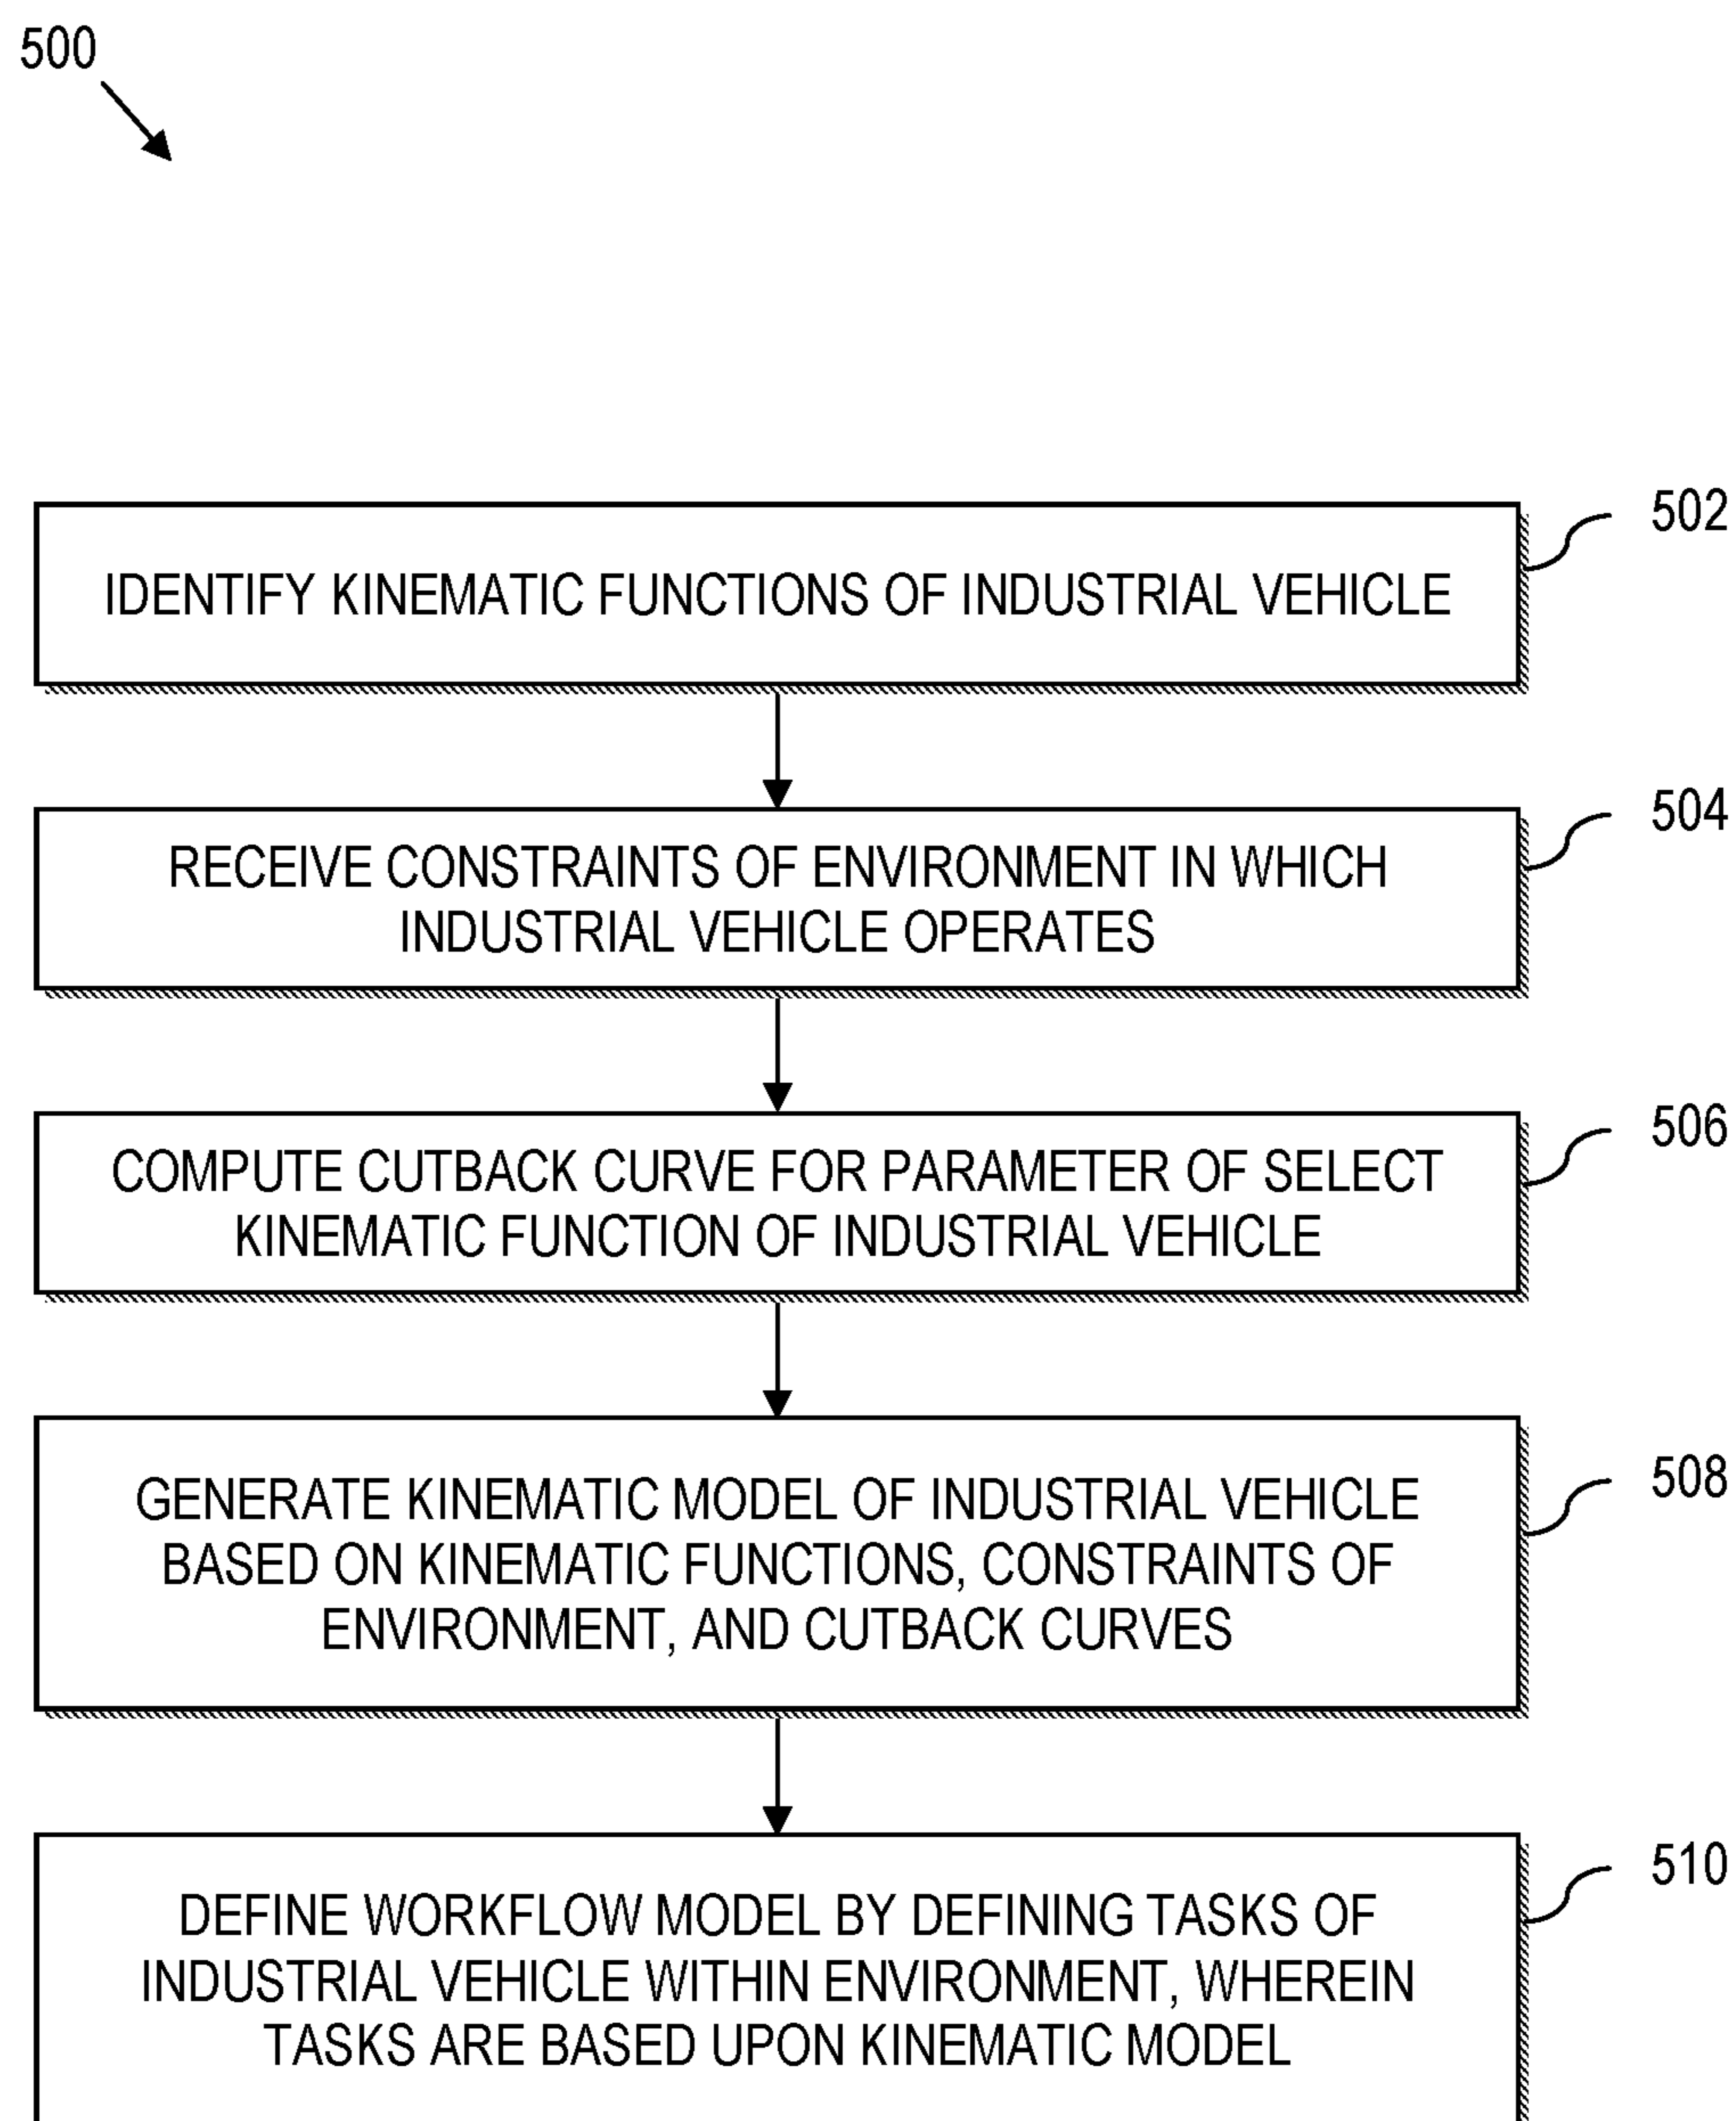 500
502
IDENTIFY KINEMATIC FUNCTIONS OF INDUSTRIAL VEHICLE
504
RECEIVE CONSTRAINTS OF ENVIRONMENT IN WHICH
INDUSTRIAL VEHICLE OPERATES
506
COMPUTE CUTBACK CURVE FOR PARAMETER OF SELECT
KINEMATIC FUNCTION OF INDUSTRIAL VEHICLE
508
GENERATE KINEMATIC MODEL OF INDUSTRIAL VEHICLE
BASED ON KINEMATIC FUNCTIONS, CONSTRAINTS OF
ENVIRONMENT, AND CUTBACK CURVES
510
DEFINE WORKFLOW MODEL BY DEFINING TASKS OF
INDUSTRIAL VEHICLE WITHIN ENVIRONMENT, WHEREIN
TASKS ARE BASED UPON KINEMATIC MODEL